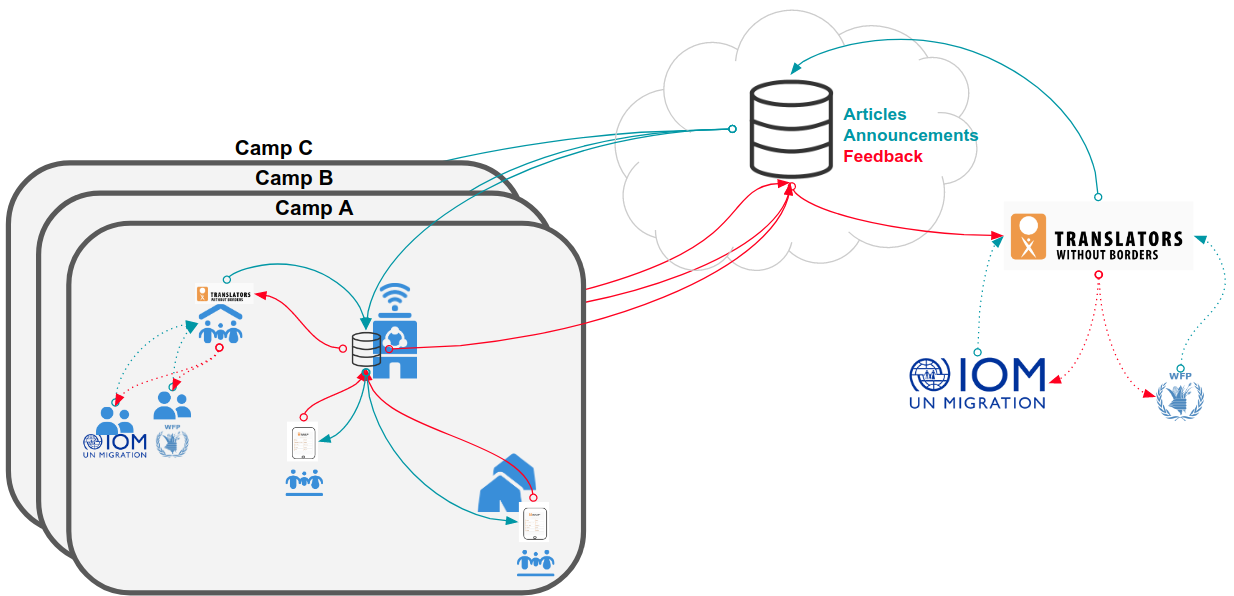 Camp C
Camp B
Camp A
Articles
Announcements
Feedback
TRANSLATORS
WITHOUT BORDERS
IOM
UN MIGRATION
WFP
TRANSLATORS
WITHOUT BORDERS
WFP
IOM
UN MIGRATION